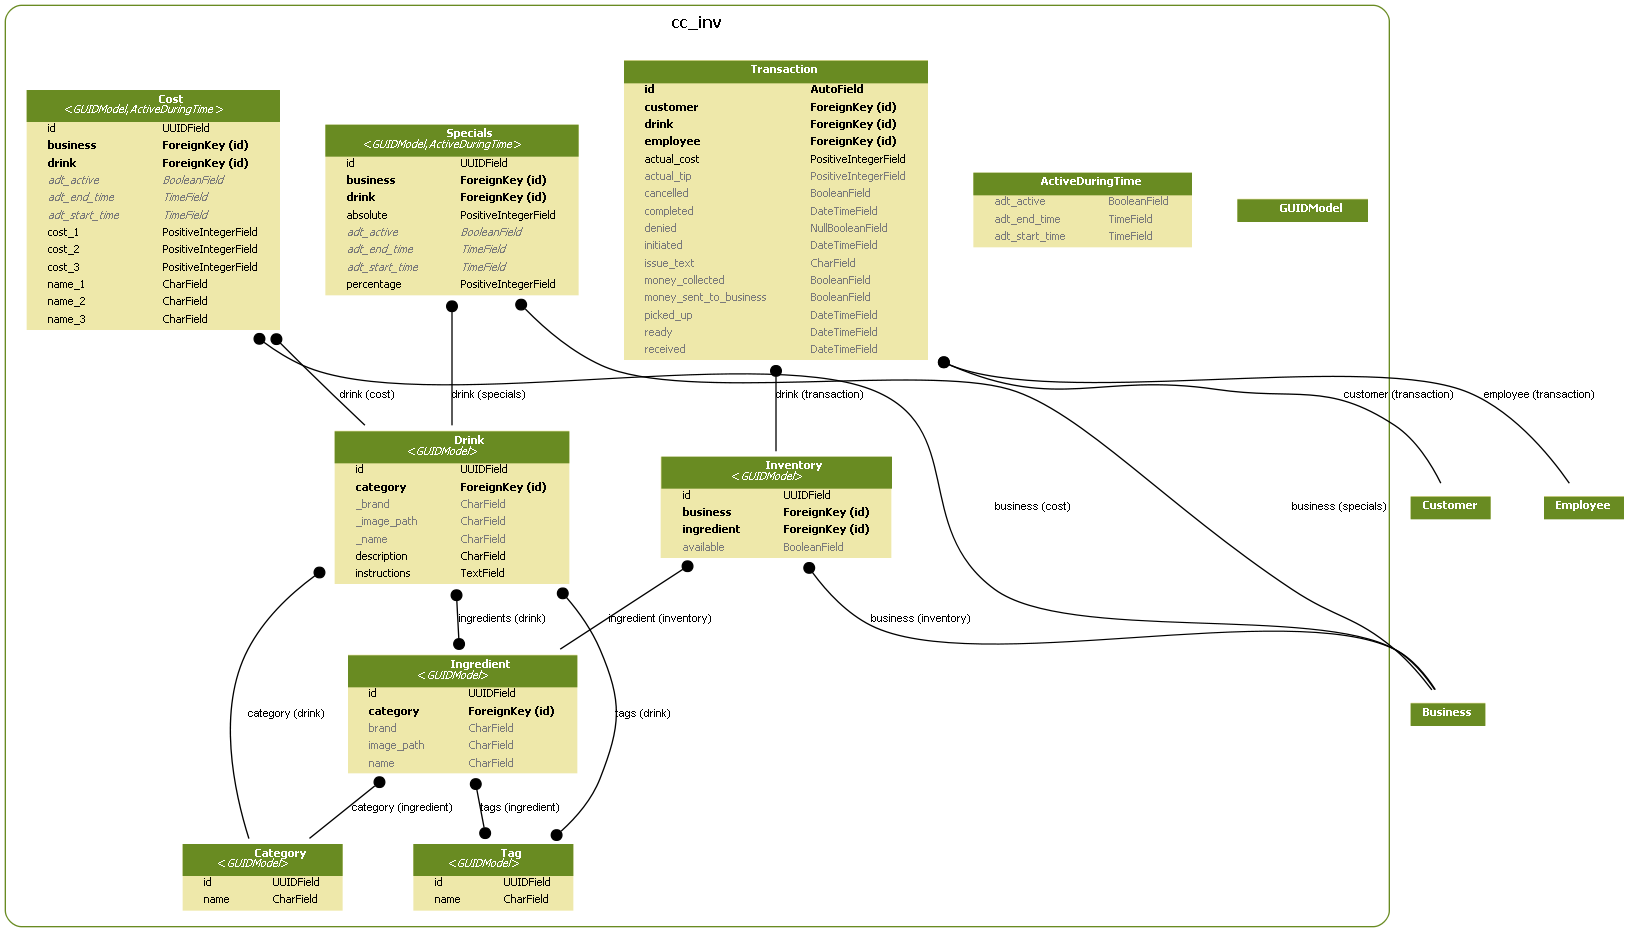 cc_inv
Cost
<GUIDModel,ActiveDuringTime>
id UUIDField
business ForeignKey (id)
drink ForeignKey (id)
adt_active BooleanField
adt_end_time TimeField
adt_start_time TimeField
cost_1 PositiveIntegerField
cost_2 PositiveIntegerField
cost_3 PositiveIntegerField
name_1 CharField
name_2 CharField
name_3 CharField
Specials
<GUIDModel,ActiveDuringTime>
id UUIDField
business ForeignKey (id)
drink ForeignKey (id)
absolute PositiveIntegerField
adt_active BooleanField
adt_end_time TimeField
adt_start_time TimeField
percentage PositiveIntegerField
Transaction
id AutoField
customer ForeignKey (id)
drink ForeignKey (id)
employee ForeignKey (id)
actual_cost PositiveIntegerField
actual_tip PositiveIntegerField
cancelled BooleanField
completed DateTimeField
denied NullBooleanField
initiated DateTimeField
issue_text CharField
money_collected BooleanField
money_sent_to_business BooleanField
picked_up DateTimeField
ready DateTimeField
received DateTimeField
ActiveDuringTime
adt_active BooleanField
adt_end_time TimeField
adt_start_time TimeField
GUIDModel
drink (cost)
drink (specials)
drink (transaction)
customer (transaction)
employee (transaction)
Drink
<GUIDModel>
id UUIDField
category ForeignKey (id)
_brand CharField
_image_path CharField
_name CharField
description CharField
instructions TextField
Inventory
<GUIDModel>
id UUIDField
business ForeignKey (id)
ingredient ForeignKey (id)
available BooleanField
business (cost)
business (specials)
Customer
Employee
ingredients (drink)
ingredient (inventory)
business (inventory)
Ingredient
<GUIDModel>
id UUIDField
category ForeignKey (id)
brand CharField
image_path CharField
name CharField
category (drink)
tags (drink)
Business
category (ingredient)
tags (ingredient)
Category
<GUIDModel>
id UUIDField
name CharField
Tag
<GUIDModel>
id UUIDField
name CharField